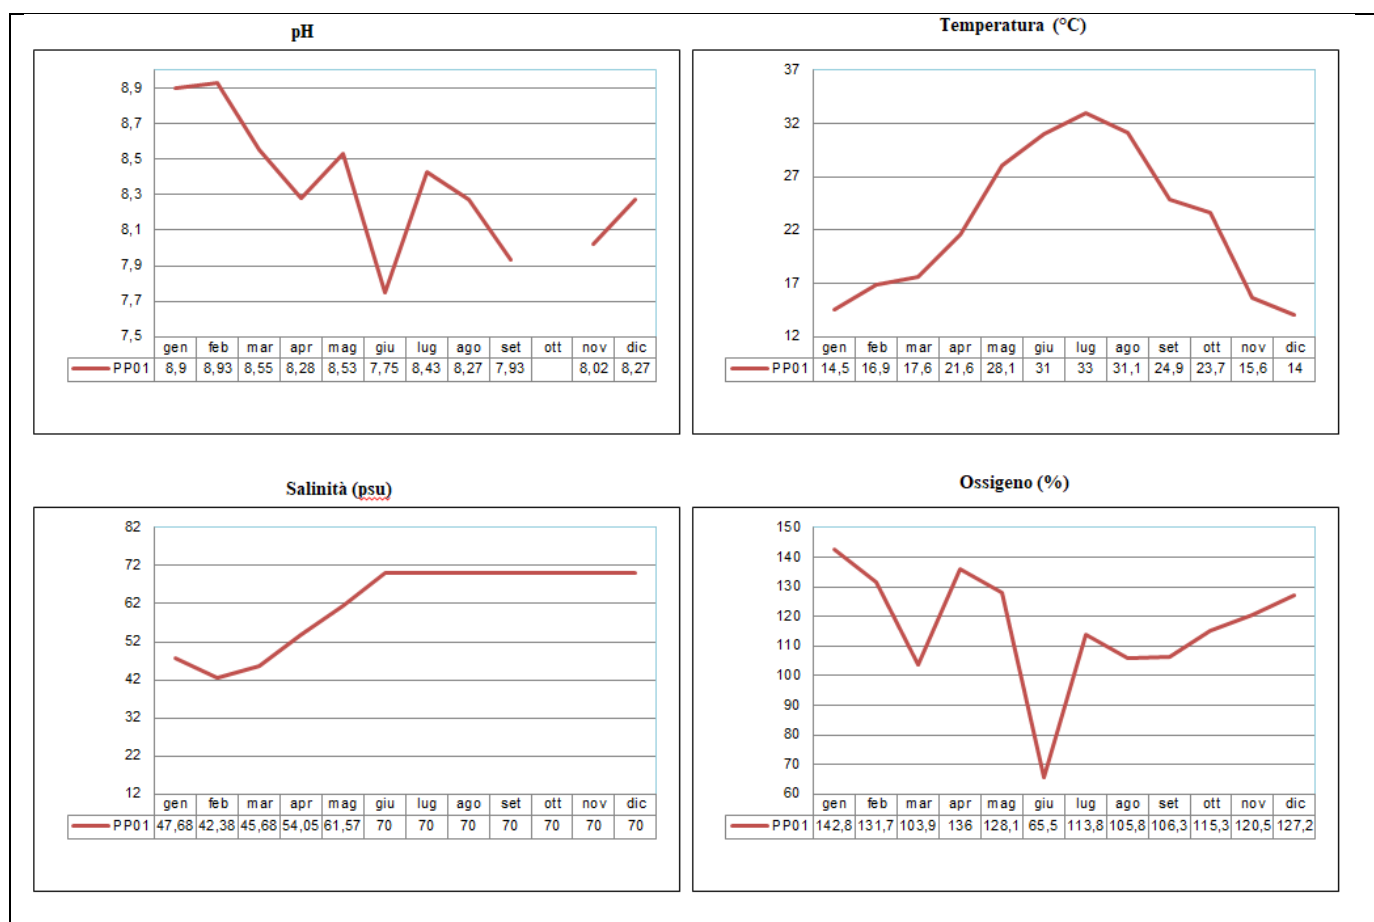 pH
8,9
8,7
8,5
8,3
8,1
7,9
7,7
7,5
gen feb mar apr mag giu lug ago set ott nov dic
PP01 8,9 8,93 8,55 8,28 8,53 7,75 8,43 8,27 7,93 8,02 8,27
Temperatura (°C)
37
32
27
22
17
12
gen feb mar apr mag giu lug ago set ott nov dic
PP01 14,5 16,9 17,6 21,6 28,1 31 33 31,1 24,9 23,7 15,6 14
Salinità (psu)
82
72
62
52
42
32
22
12
gen feb mar apr mag giu lug ago set ott nov dic
PP01 47,68 42,38 45,68 54,05 61,57 70 70 70 70 70 70 70
Ossigeno (%)
150
140
130
120
110
100
90
80
70
60
gen feb mar apr mag giu lug ago set ott nov dic
PP01 142,8 131,7 103,9 136 128,1 65,5 113,8 105,8 106,3 115,3 120,5 127,2